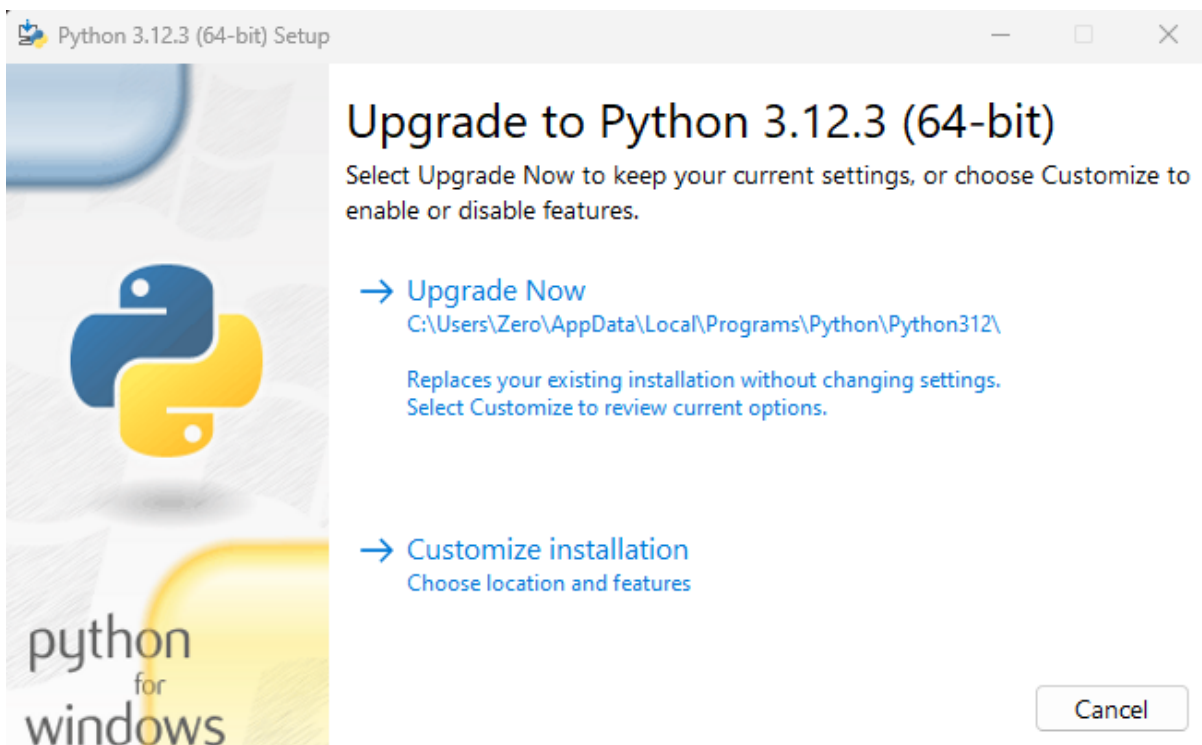 Python 3.12.3 (64-bit) Setup
Upgrade to Python 3.12.3 (64-bit)
Select Upgrade Now to keep your current settings, or choose Customize to
enable or disable features.
Upgrade Now
C:\Users\Zero\AppData\Local\Programs\Python\Python312\
Replaces your existing installation without changing settings.
Select Customize to review current options.
Customize installation
Choose location and features
python
for
windows
Cancel